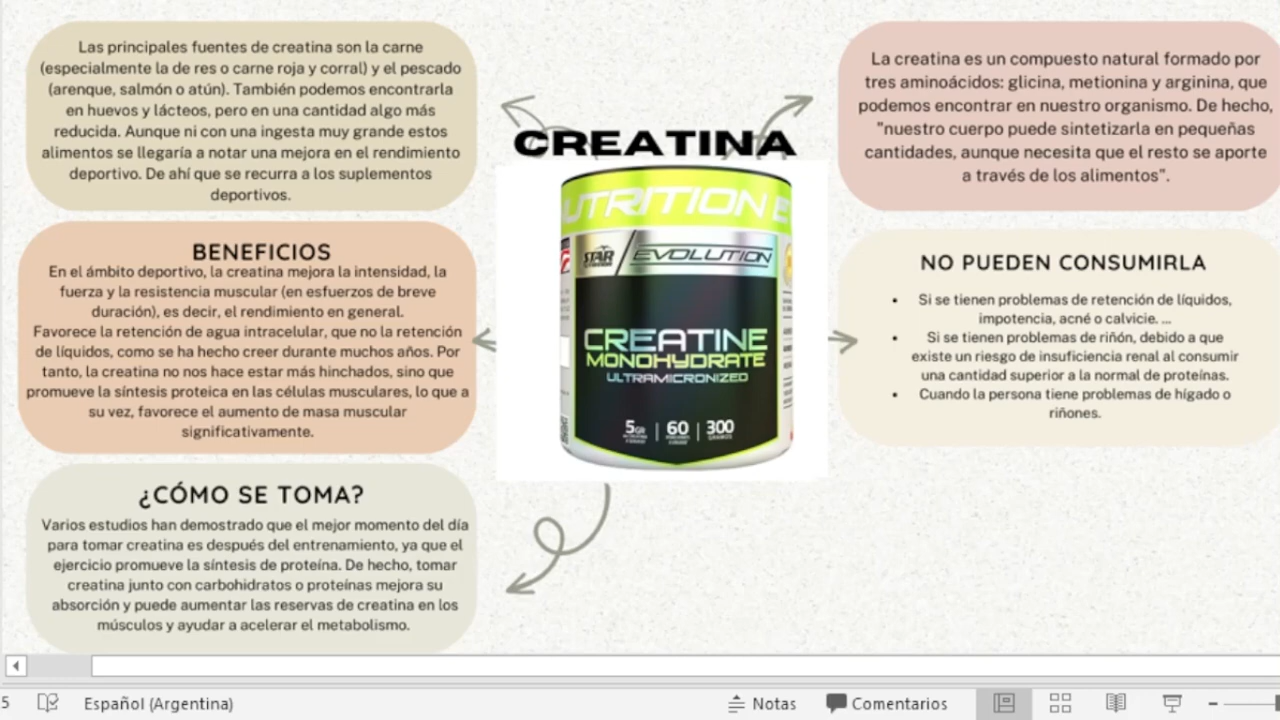 Las principales fuentes de creatina son la carne
(especialmente la de res o carne roja y corral) y el pescado
(arenque, salmón o atún). También podemos encontrarla
en huevos y lácteos, pero en una cantidad algo más
reducida. Aunque ni con una ingesta muy grande estos
alimentos se llegaría a notar una mejora en el rendimiento
deportivo. De ahí que se recurra a los suplementos
deportivos.
CREATINA
La creatina es un compuesto natural formado por
tres aminoácidos: glicina, metionina y arginina, que
podemos encontrar en nuestro organismo. De hecho,
"nuestro cuerpo puede sintetizarla en pequeñas
cantidades, aunque necesita que el resto se aporte
a través de los alimentos".
BENEFICIOS
En el ámbito deportivo, la creatina mejora la intensidad, la
fuerza y la resistencia muscular (en esfuerzos de breve
duración), es decir, el rendimiento en general.
Favorece la retención de agua intracelular, que no la retención
de líquidos, como se ha hecho creer durante muchos años. Por
tanto, la creatina no nos hace estar más hinchados, sino que
promueve la síntesis proteica en las células musculares, lo que a
su vez, favorece el aumento de masa muscular
significativamente.
UTRITION E
STAR
EVOLUTION
CREATINE
MONOHYDRATE
ULTRAMICRONIZED
5GR | 60 | 300
NO PUEDEN CONSUMIRLA
• Si se tienen problemas de retención de líquidos,
impotencia, acné o calvicie. ...
• Si se tienen problemas de riñón, debido a que
existe un riesgo de insuficiencia renal al consumir
una cantidad superior a la normal de proteínas.
• Cuando la persona tiene problemas de hígado o
riñones.
¿CÓMO SE TOMA?
Varios estudios han demostrado que el mejor momento del día
para tomar creatina es después del entrenamiento, ya que el
ejercicio promueve la síntesis de proteína. De hecho, tomar
creatina junto con carbohidratos o proteínas mejora su
absorción y puede aumentar las reservas de creatina en los
músculos y ayudar a acelerar el metabolismo.
5 Español (Argentina) Notas Comentarios